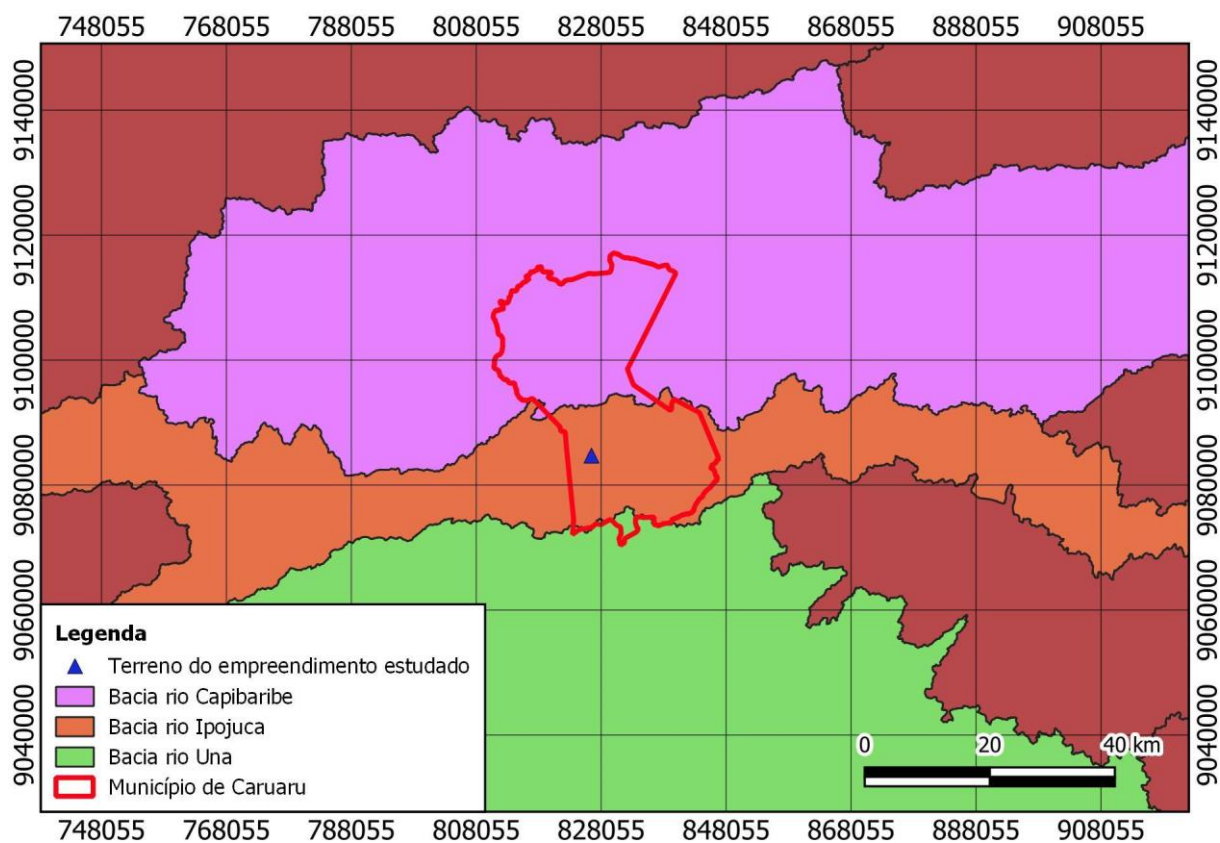 748055 768055 788055 808055 828055 848055 868055 888055 908055
9140000 9140000
9120000 9120000
9100000 9100000
9080000 9080000
9060000 9060000
9040000 9040000
Legenda
Terreno do empreendimento estudado
Bacia rio Capibaribe
Bacia rio Ipojuca
Bacia rio Una
Município de Caruaru
0 20 40 km
748055 768055 788055 808055 828055 848055 868055 888055 908055